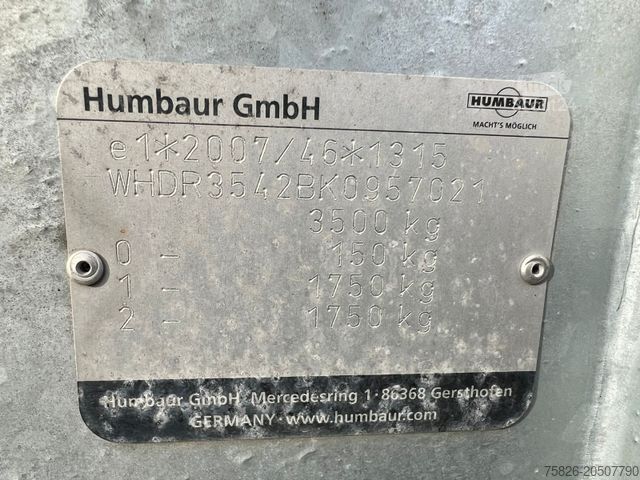 Humbaur GmbH
HUMBAUR
MACHT'S MÖGLICH
e1*2007/46*1315
WHDR3542BK0957021
3500 kg
0 - 150 kg
1 - 1750 kg
2 - 1750 kg
Humbaur GmbH · Mercedesring 1 · 86368 Gersthofen
GERMANY · www.humbaur.com
75826-20507790